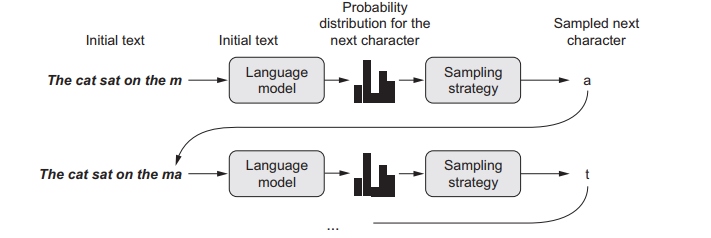 Probability
distribution for the
next character
Sampled next
character
Initial text
Initial text
The cat sat on the m
Language
model
Sampling
strategy
a
The cat sat on the ma
Language
model
Sampling
strategy
t
...